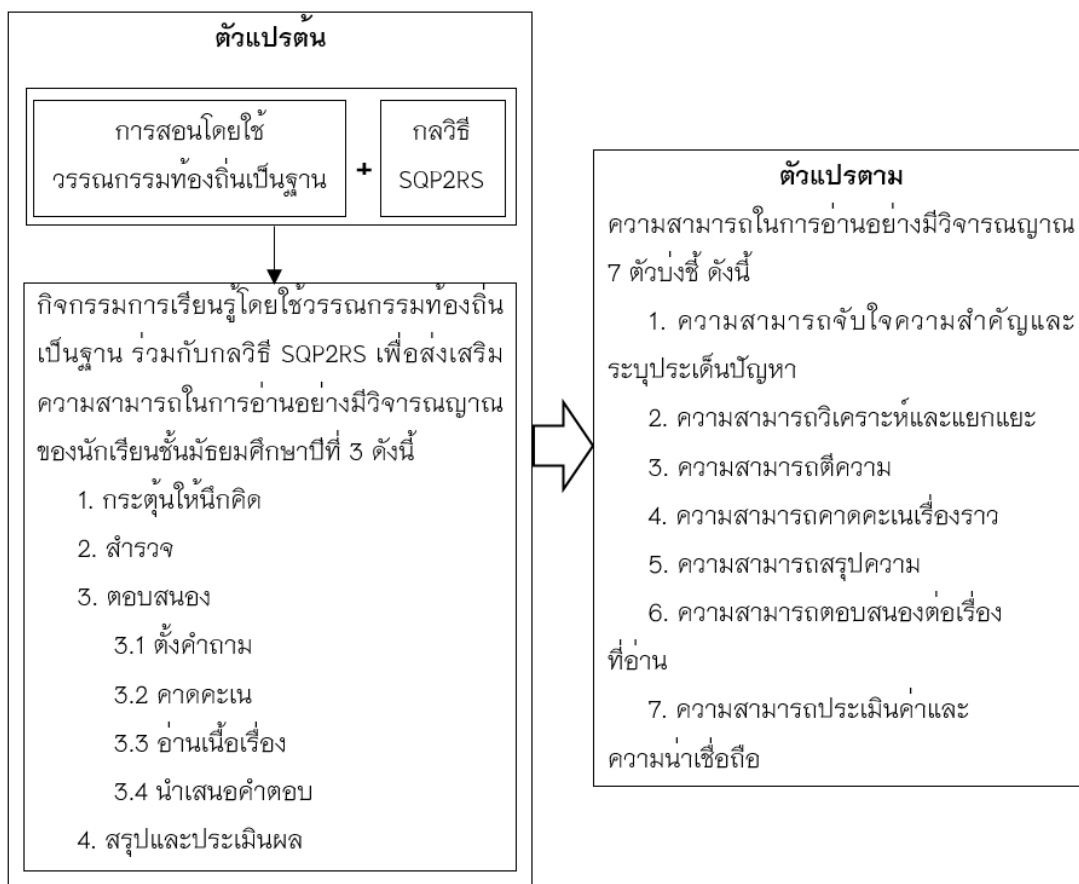 ตัวแปรต้น
การสอนโดยใช้
วรรณกรรมท้องถิ่นเป็นฐาน
+
กลวิธี
SQP2RS
กิจกรรมการเรียนรู้โดยใช้วรรณกรรมท้องถิ่น
เป็นฐาน ร่วมกับกลวิธี SQP2RS เพื่อส่งเสริม
ความสามารถในการอ่านอย่างมีวิจารณญาณ
ของนักเรียนชั้นมัธยมศึกษาปีที่ 3 ดังนี้
1. กระตุ้นให้นึกคิด
2. สำรวจ
3. ตอบสนอง
3.1 ตั้งคำถาม
3.2 คาดคะเน
3.3 อ่านเนื้อเรื่อง
3.4 นำเสนอคำตอบ
4. สรุปและประเมินผล
ตัวแปรตาม
ความสามารถในการอ่านอย่างมีวิจารณญาณ
7 ตัวบ่งชี้ ดังนี้
1. ความสามารถจับใจความสำคัญและ
ระบุประเด็นปัญหา
2. ความสามารถวิเคราะห์และแยกแยะ
3. ความสามารถตีความ
4. ความสามารถคาดคะเนเรื่องราว
5. ความสามารถสรุปความ
6. ความสามารถตอบสนองต่อเรื่อง
ที่อ่าน
7. ความสามารถประเมินค่าและ
ความน่าเชื่อถือ